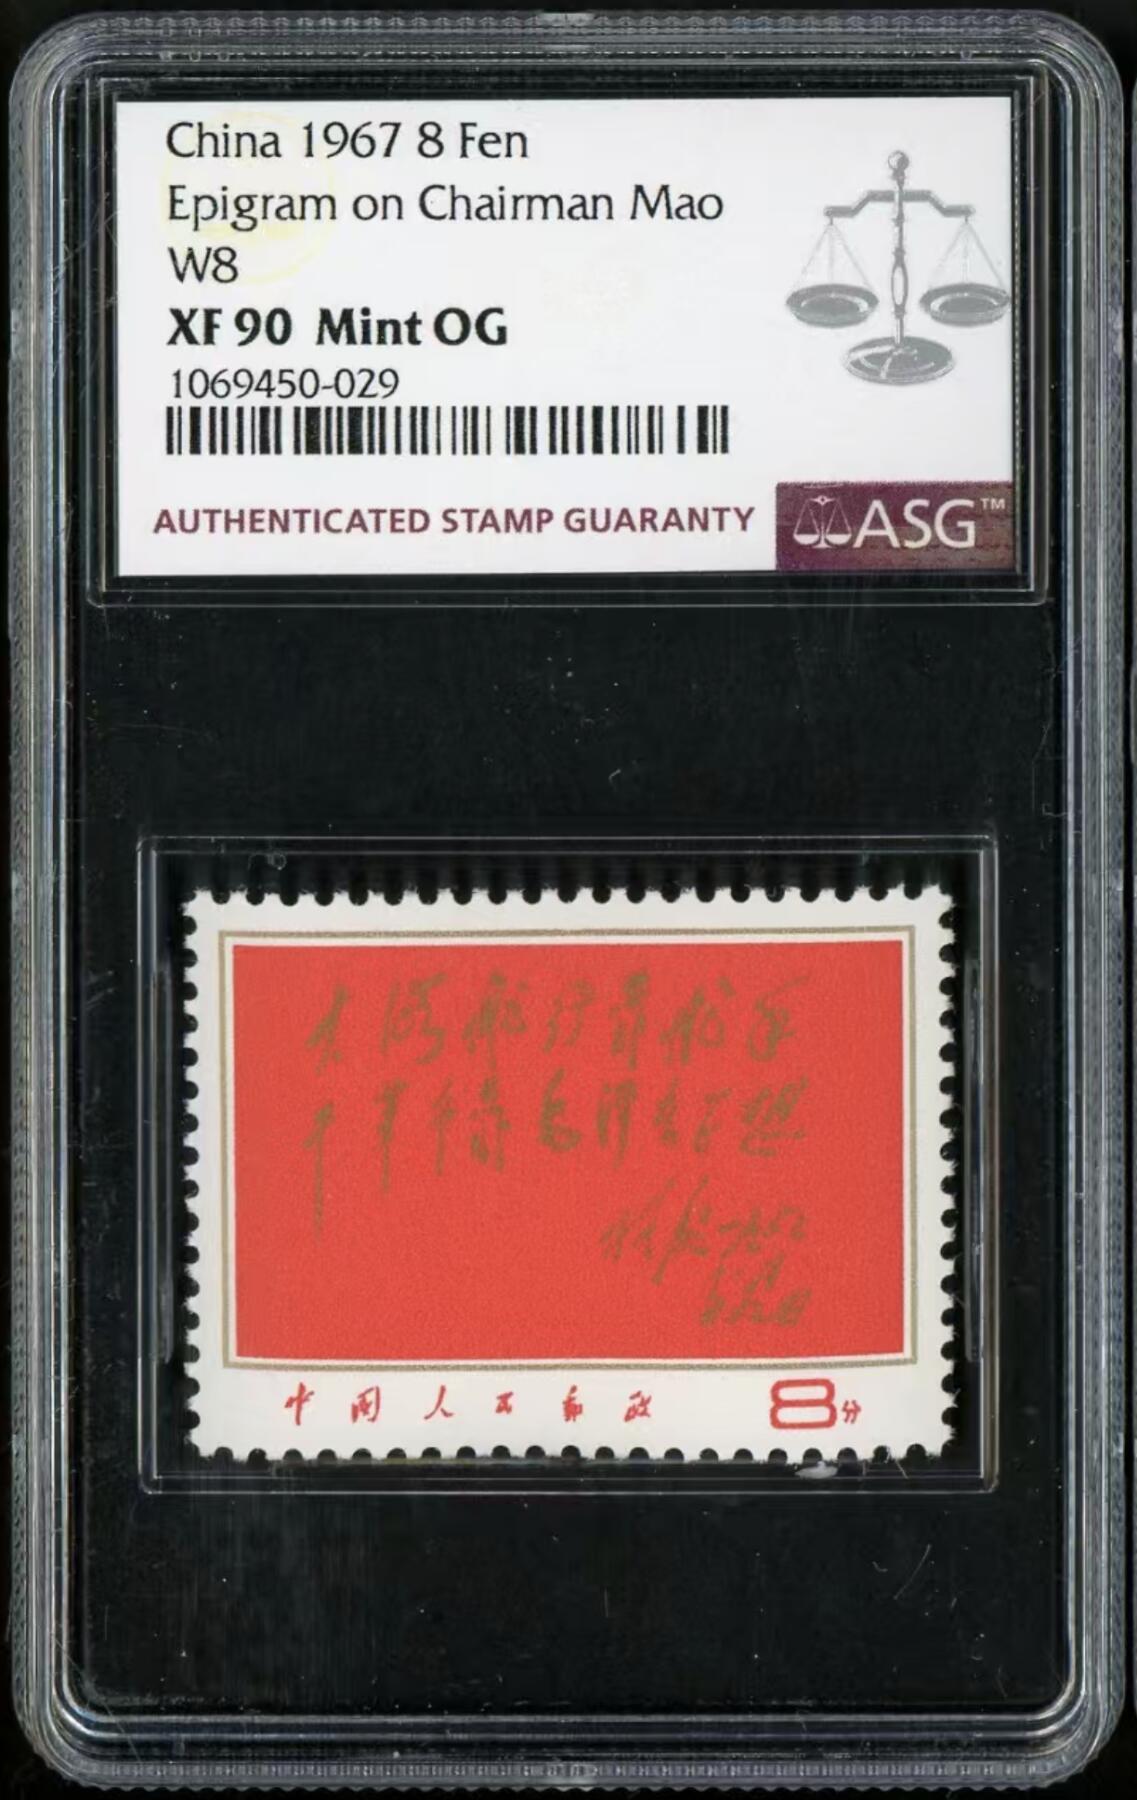 China 1967 8 Fen
Epigram on Chairman Mao
W8
XF 90 Mint OG
1069450-029
AUTHENTICATED STAMP GUARANTY
ASG™
大海航行靠舵手
干革命靠毛泽东思想
中国人民邮政
8分